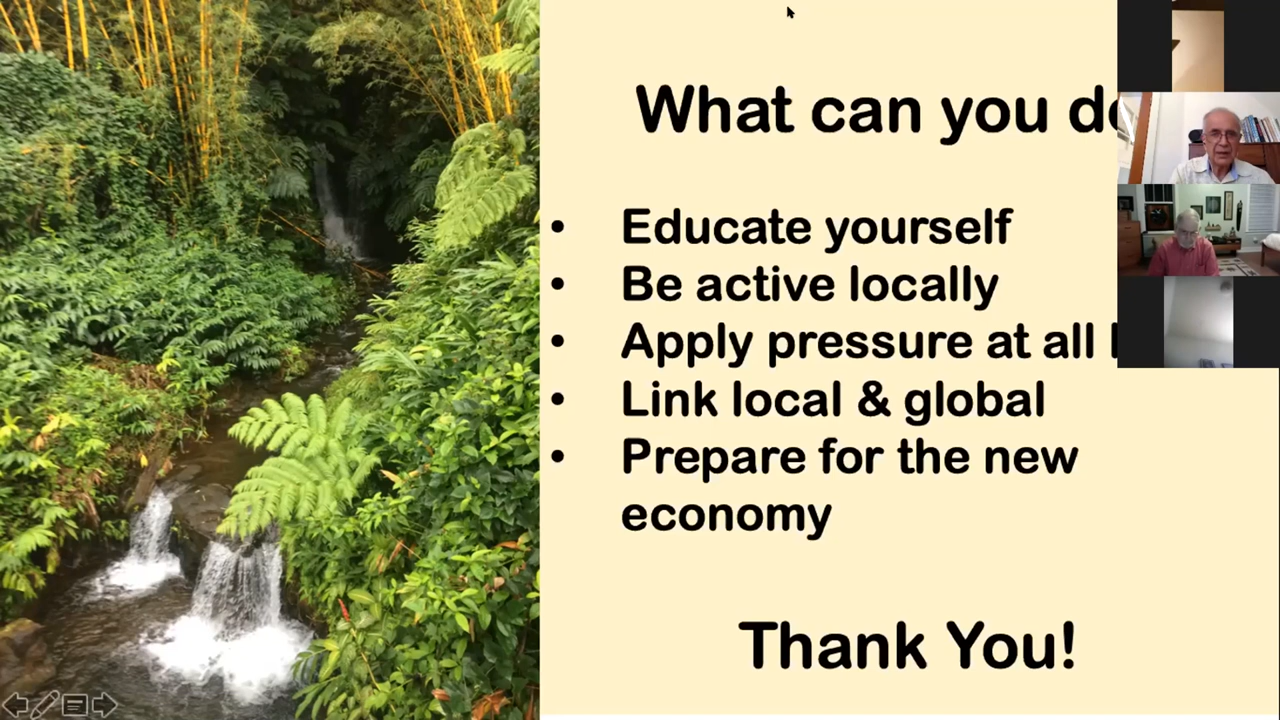 What can you
• Educate yourself
• Be active locally
• Apply pressure at all
• Link local & global
• Prepare for the new
economy
Thank You!